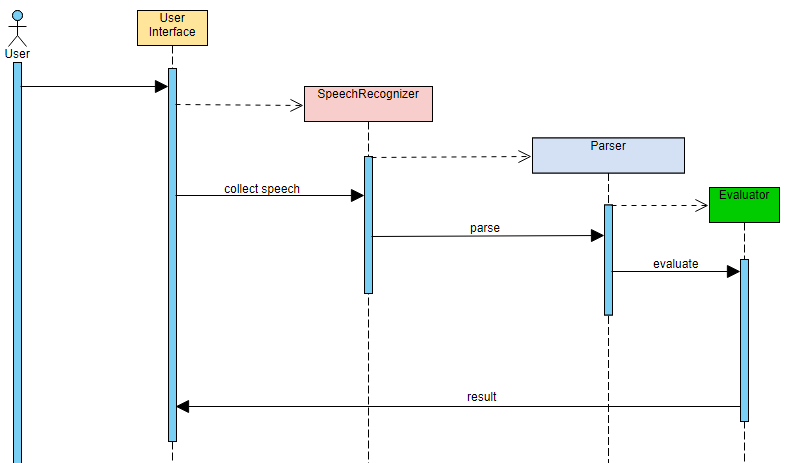 User
User
Interface
SpeechRecognizer
Parser
collect speech
Evaluator
parse
evaluate
result